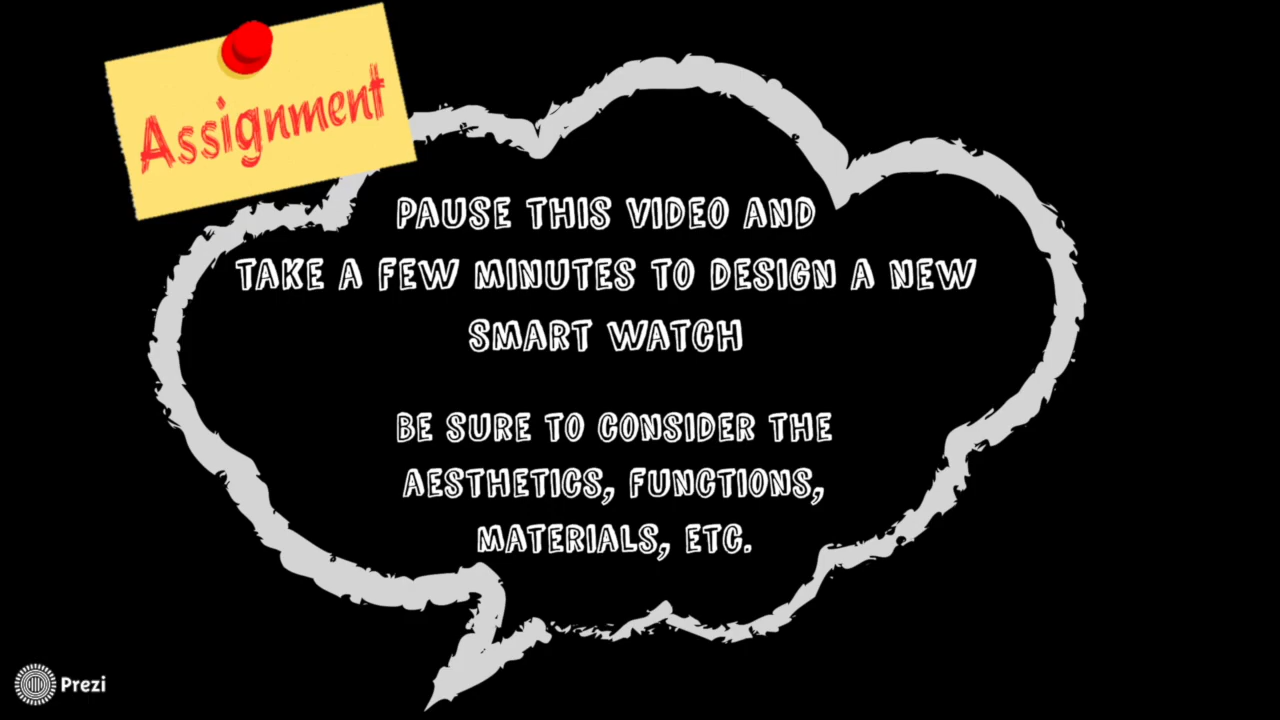 Assignment
PAUSE THIS VIDEO AND
TAKE A FEW MINUTES TO DESIGN A NEW
SMART WATCH
BE SURE TO CONSIDER THE
AESTHETICS, FUNCTIONS,
MATERIALS, ETC.
Prezi